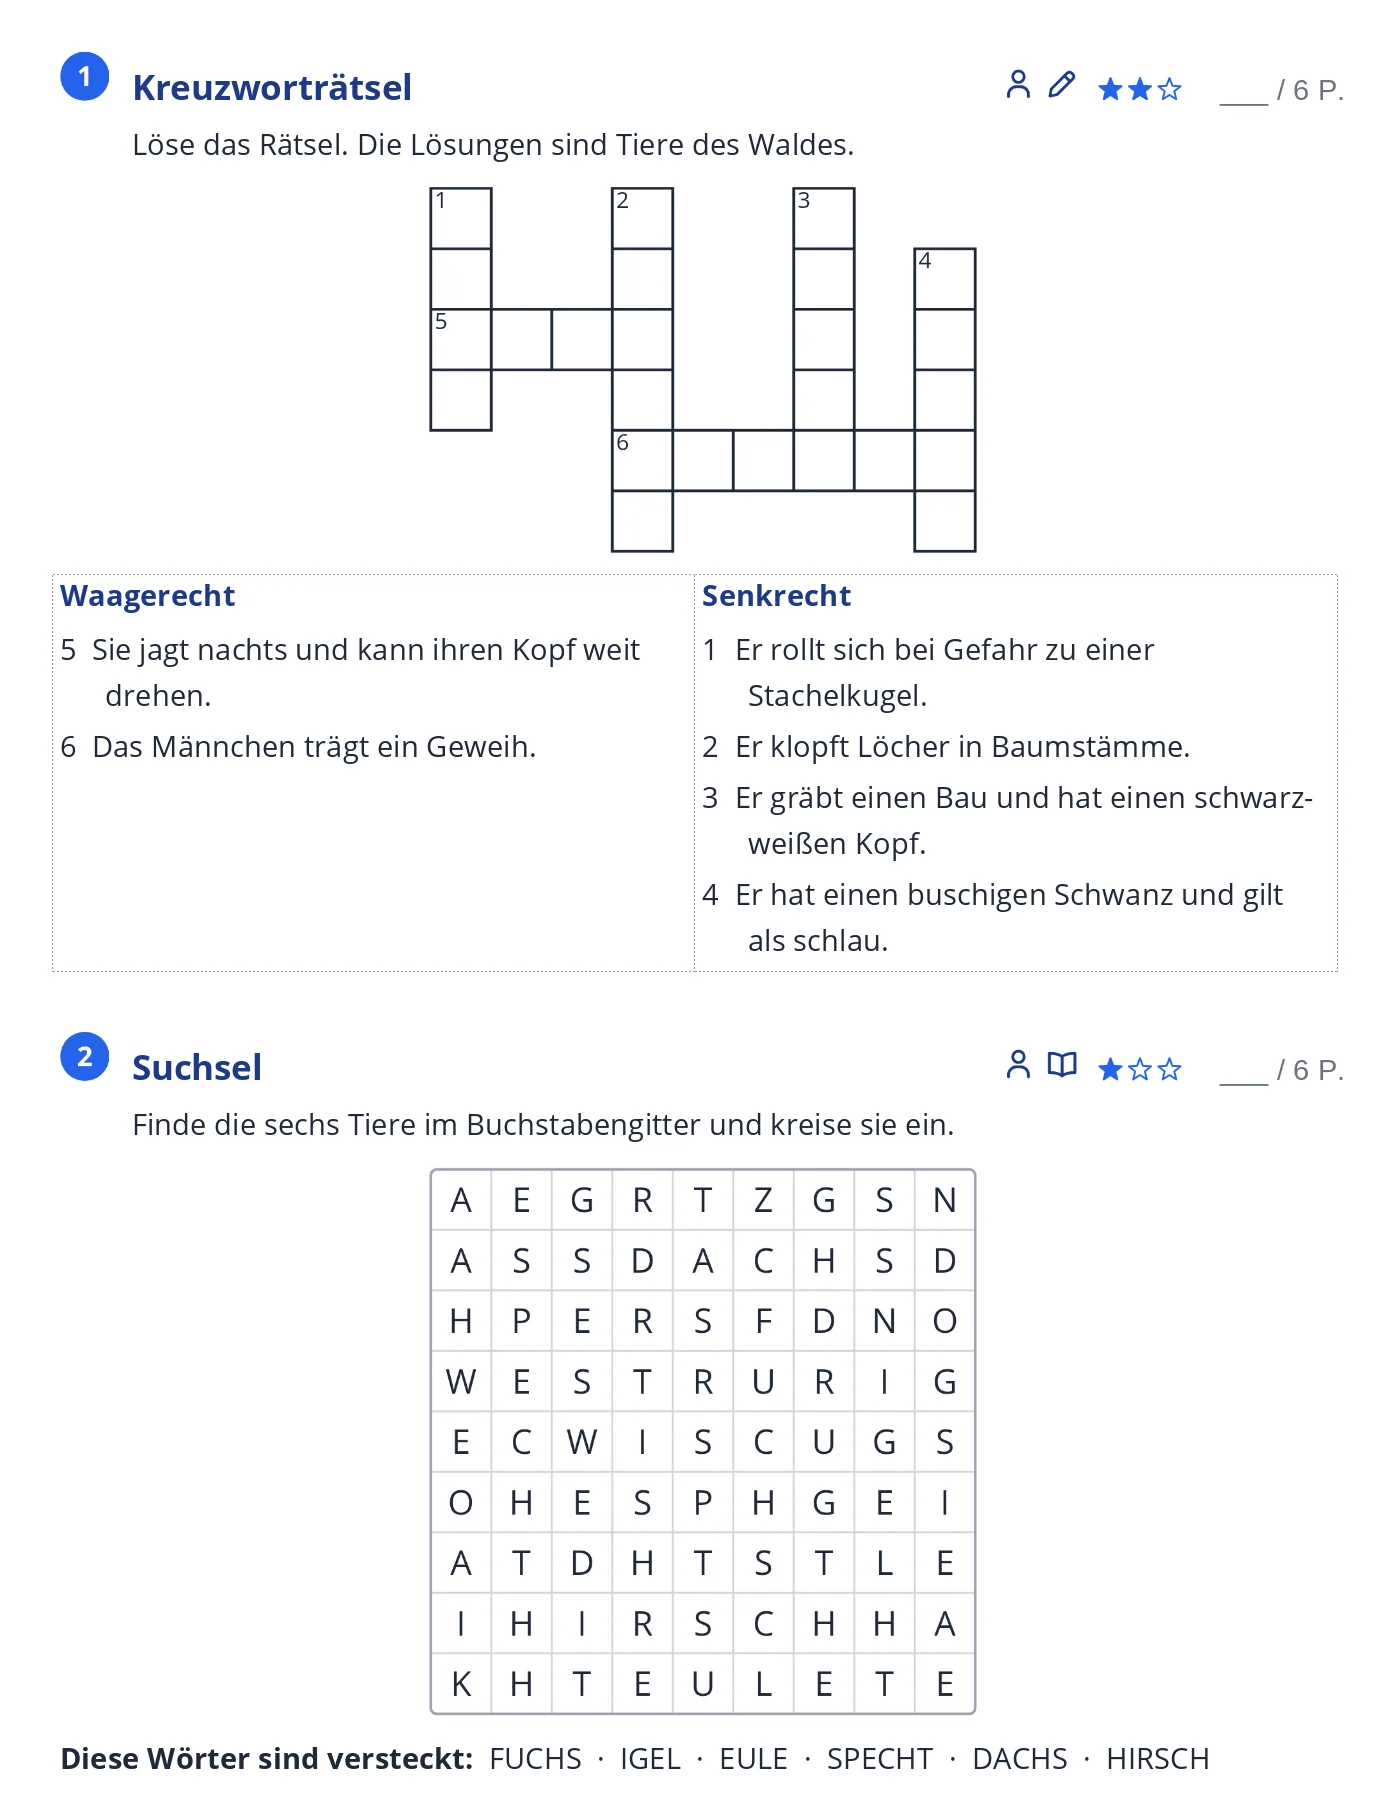 1 Kreuzworträtsel ___ / 6 P.
Löse das Rätsel. Die Lösungen sind Tiere des Waldes.
1 2 3
4
5
6
Waagerecht
5 Sie jagt nachts und kann ihren Kopf weit
drehen.
6 Das Männchen trägt ein Geweih.
Senkrecht
1 Er rollt sich bei Gefahr zu einer
Stachelkugel.
2 Er klopft Löcher in Baumstämme.
3 Er gräbt einen Bau und hat einen schwarz-
weißen Kopf.
4 Er hat einen buschigen Schwanz und gilt
als schlau.
2 Suchsel ___ / 6 P.
Finde die sechs Tiere im Buchstabengitter und kreise sie ein.
A E G R T Z G S N
A S S D A C H S D
H P E R S F D N O
W E S T R U R I G
E C W I S C U G S
O H E S P H G E I
A T D H T S T L E
I H I R S C H H A
K H T E U L E T E
Diese Wörter sind versteckt: FUCHS · IGEL · EULE · SPECHT · DACHS · HIRSCH